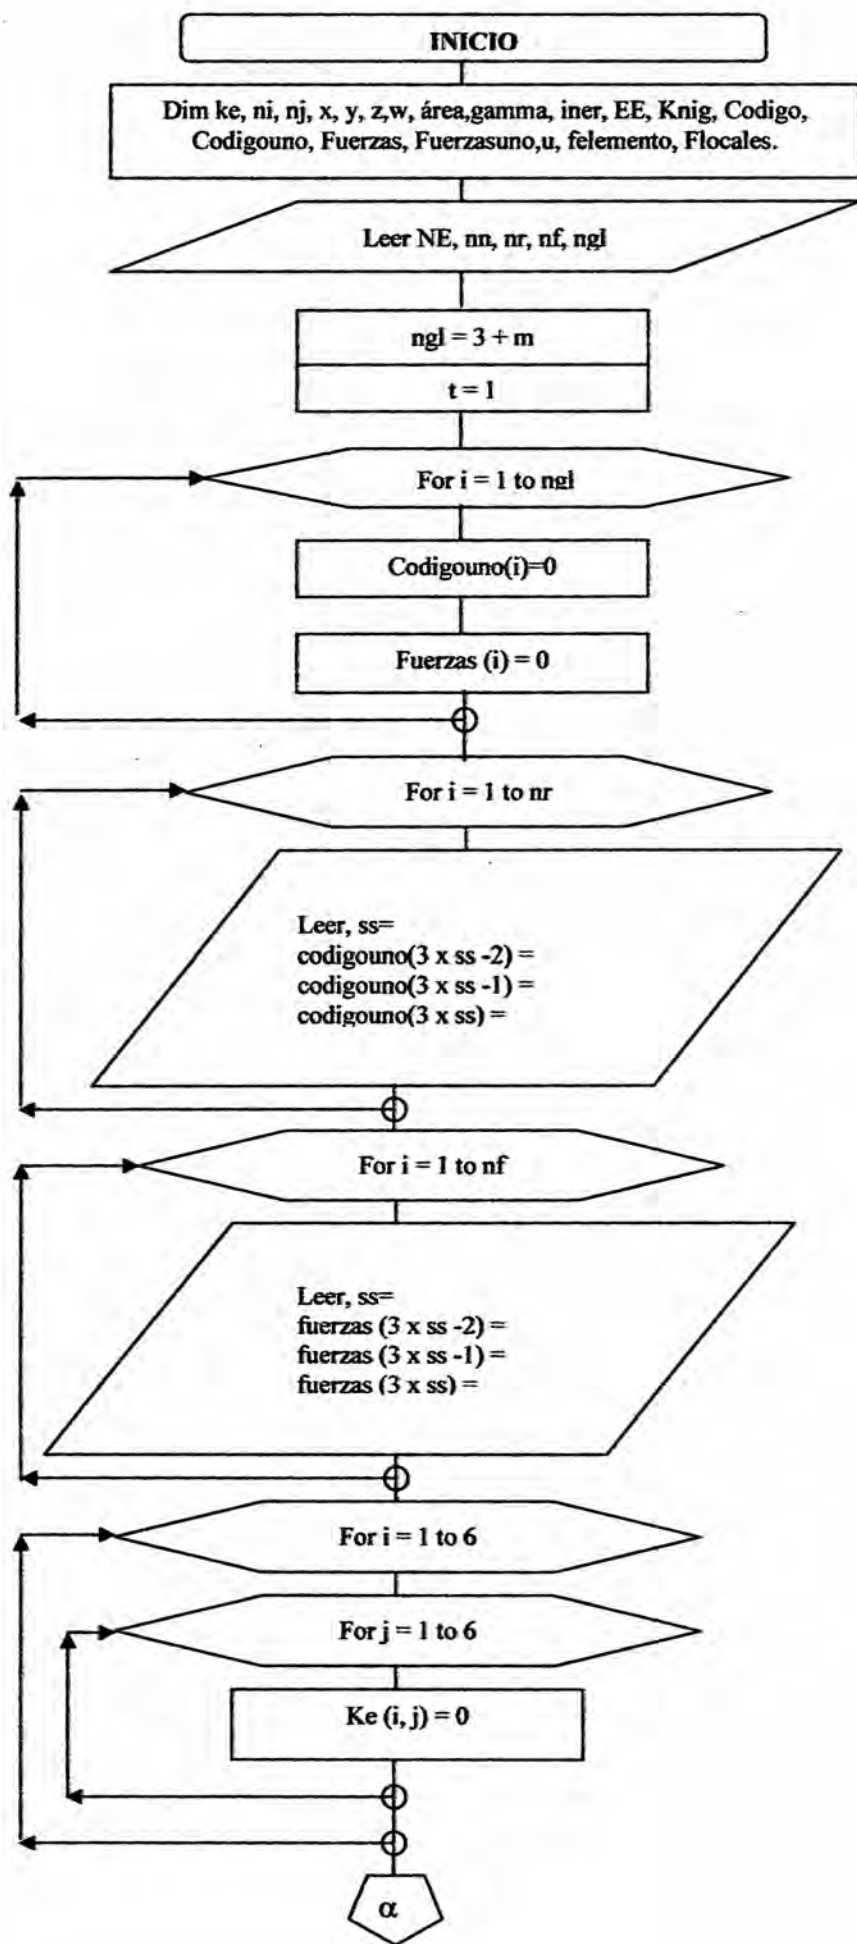 INICIO
Dim ke, ni, nj, x, y, z,w, área,gamma, iner, EE, Knig, Codigo,
Codigouno, Fuerzas, Fuerzasuno,u, felemento, Flocales.
Leer NE, nn, nr, nf, ngl
ngl = 3 + m
t = 1
For i = 1 to ngl
Codigouno(i)=0
Fuerzas (i) = 0
For i = 1 to nr
Leer, ss=
codigouno(3 x ss -2) =
codigouno(3 x ss -1) =
codigouno(3 x ss) =
For i = 1 to nf
Leer, ss=
fuerzas (3 x ss -2) =
fuerzas (3 x ss -1) =
fuerzas (3 x ss) =
For i = 1 to 6
For j = 1 to 6
Ke (i, j) = 0
α